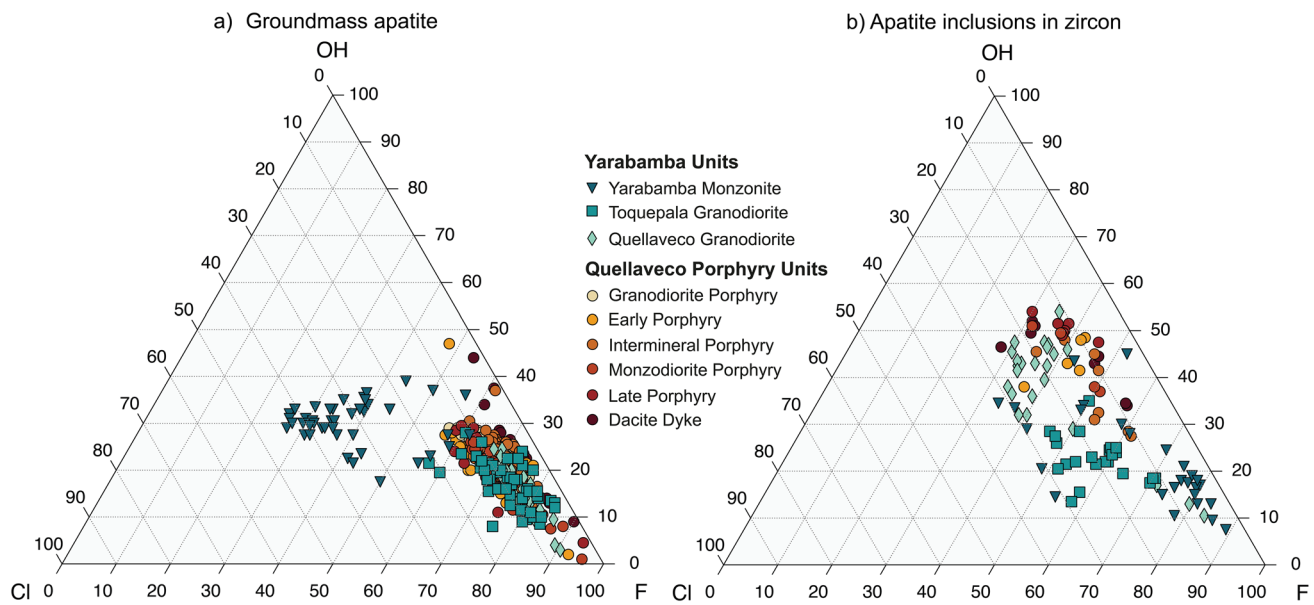 a) Groundmass apatite
b) Apatite inclusions in zircon
OH
0
100
10
90
20
80
30
70
40
60
50
50
60
40
70
30
80
20
90
10
100
0
Cl 0 10 20 30 40 50 60 70 80 90 100 F
Yarabamba Units
Yarabamba Monzonite
Toquepala Granodiorite
Quellaveco Granodiorite
Quellaveco Porphyry Units
Granodiorite Porphyry
Early Porphyry
Intermineral Porphyry
Monzodiorite Porphyry
Late Porphyry
Dacite Dyke
OH
0
100
10
90
20
80
30
70
40
60
50
50
60
40
70
30
80
20
90
10
100
0
Cl 0 10 20 30 40 50 60 70 80 90 100 F